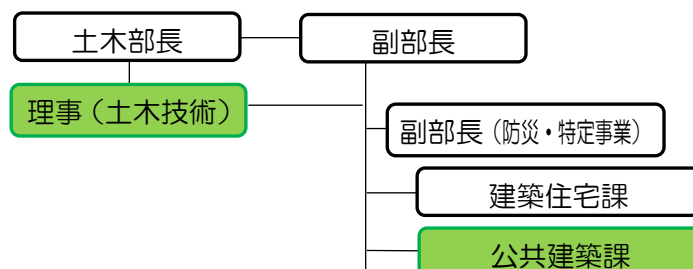 土木部長
副部長
理事（土木技術）
副部長（防災・特定事業）
建築住宅課
公共建築課